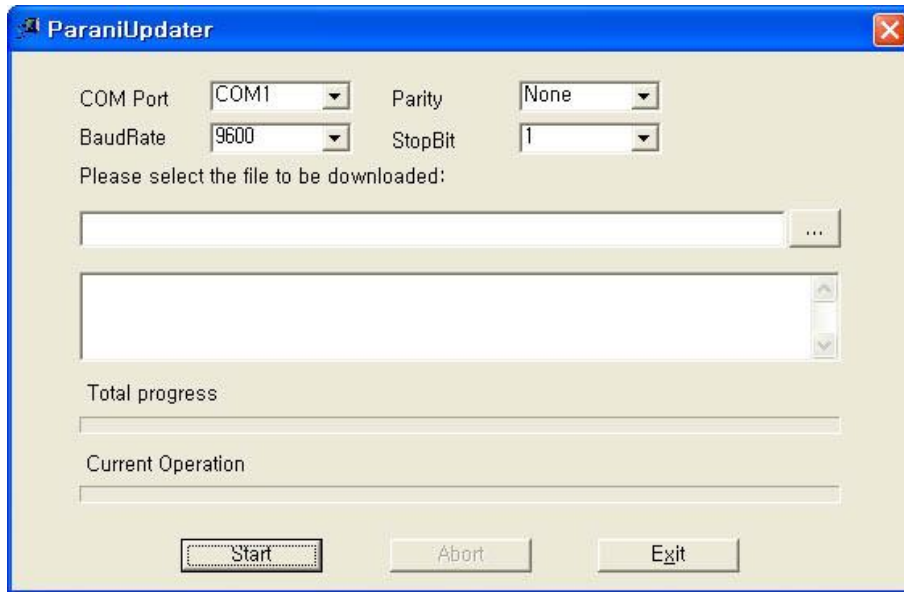 ParaniUpdater
COM Port COM1 Parity None
BaudRate 9600 StopBit 1
Please select the file to be downloaded:
...
Total progress
Current Operation
Start Abort Exit